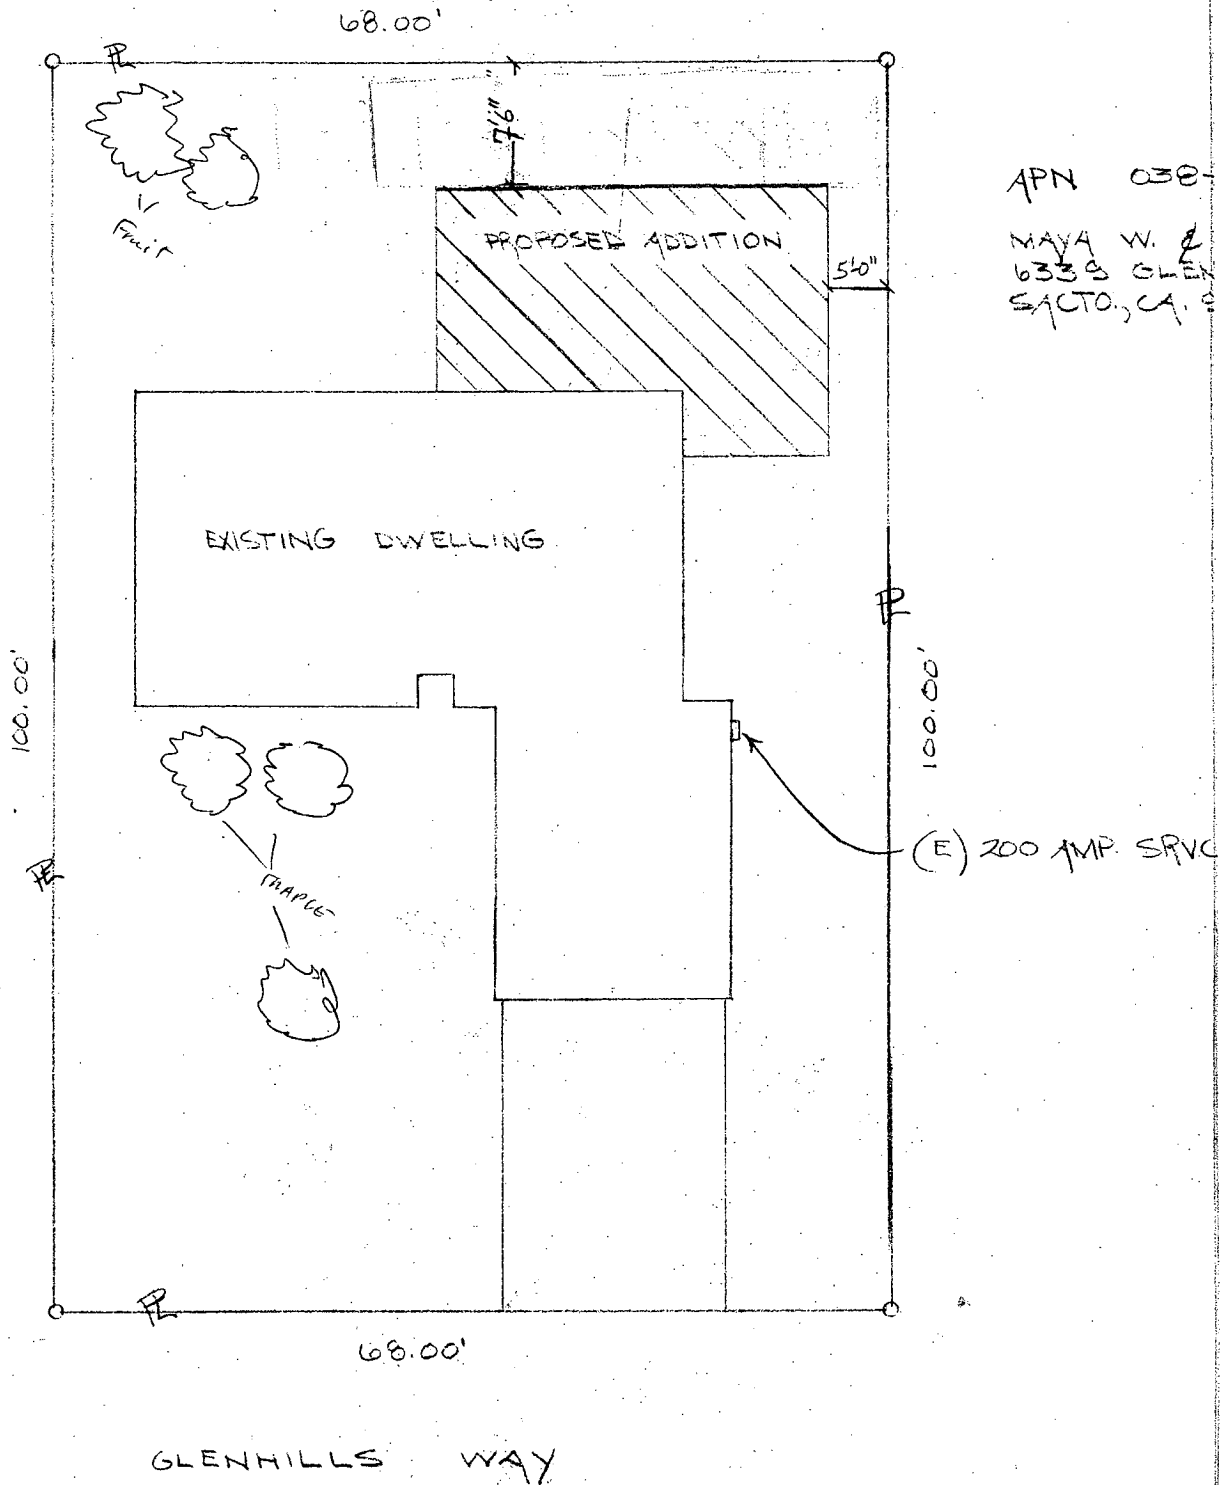 68.00'
PL
7'6"
Fruit
PROPOSED ADDITION
5'0"
APN 038-
MAYA W. &
6339 GLEN
SACTO., CA.
EXISTING DWELLING
PL
100.00'
100.00'
(E) 200 AMP. SRVC
MAPLE
PL
PL
68.00'
GLENHILLS WAY